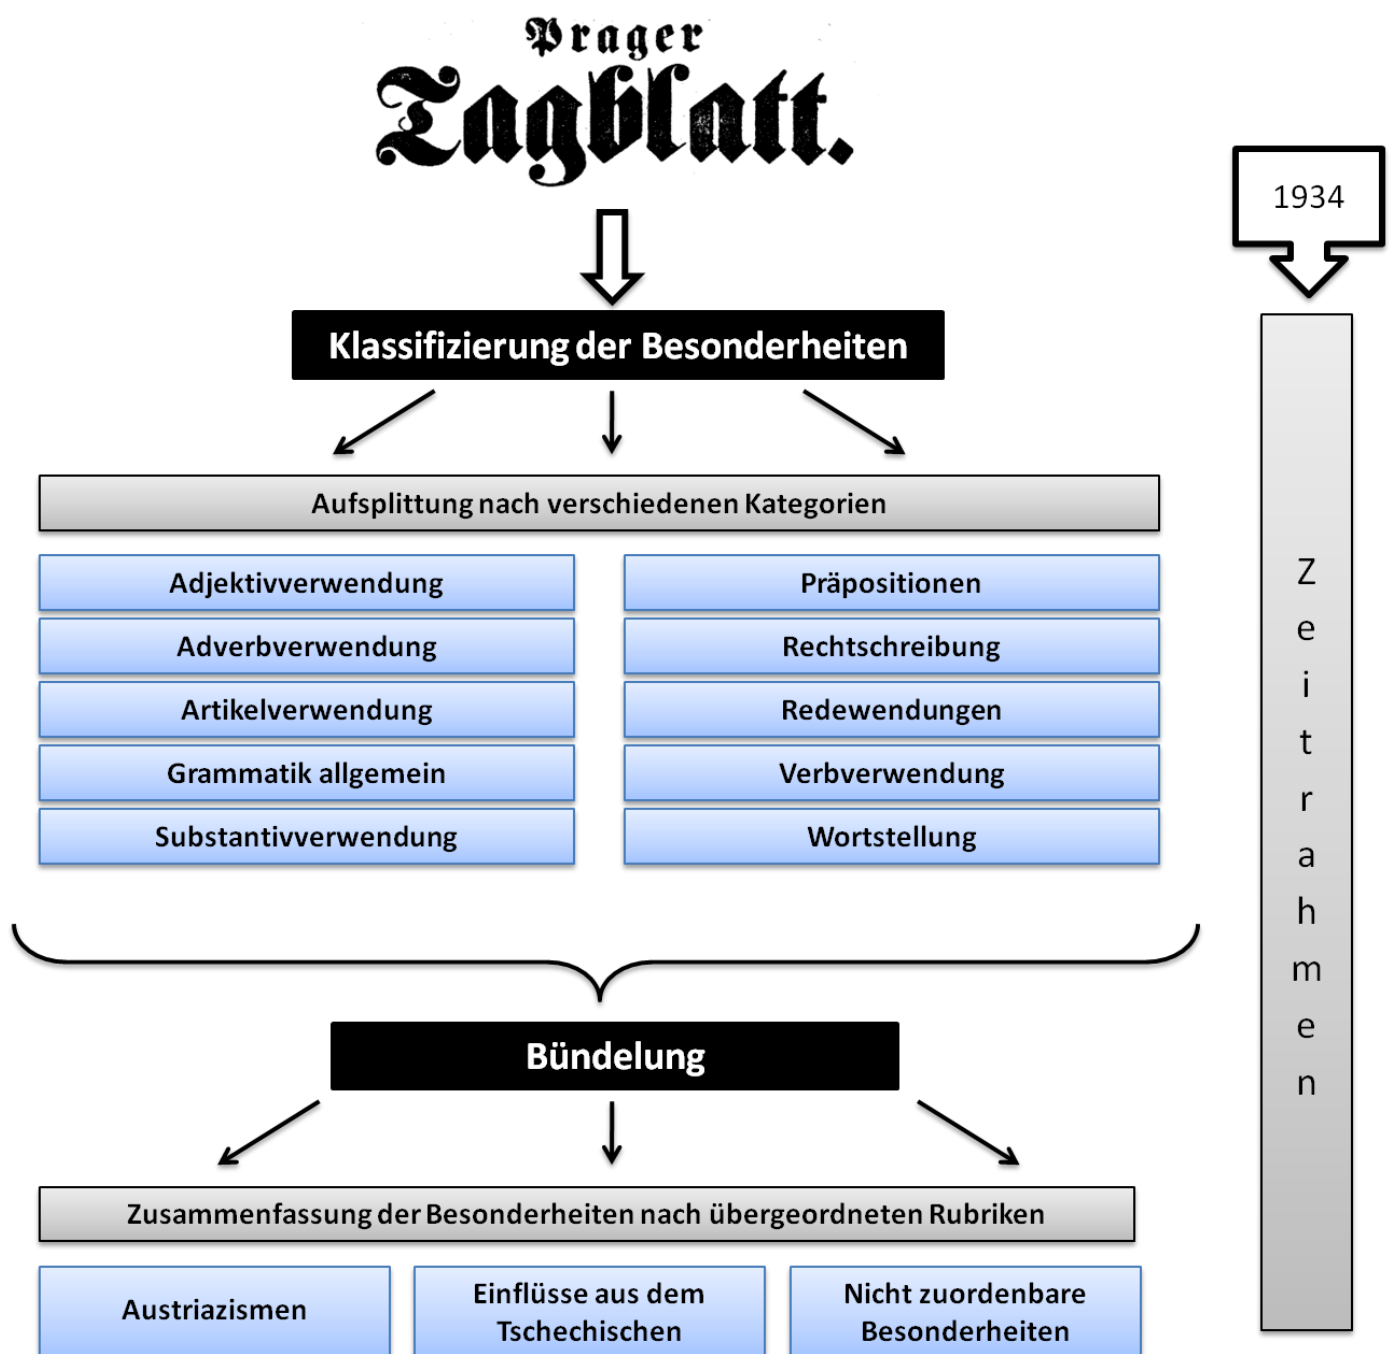 Prager
Tagblatt.
1934
Klassifizierung der Besonderheiten
Aufsplittung nach verschiedenen Kategorien
Adjektivverwendung
Adverbverwendung
Artikelverwendung
Grammatik allgemein
Substantivverwendung
Präpositionen
Rechtschreibung
Redewendungen
Verbverwendung
Wortstellung
Zeitrahmen
Bündelung
Zusammenfassung der Besonderheiten nach übergeordneten Rubriken
Austriazismen
Einflüsse aus dem
Tschechischen
Nicht zuordenbare
Besonderheiten